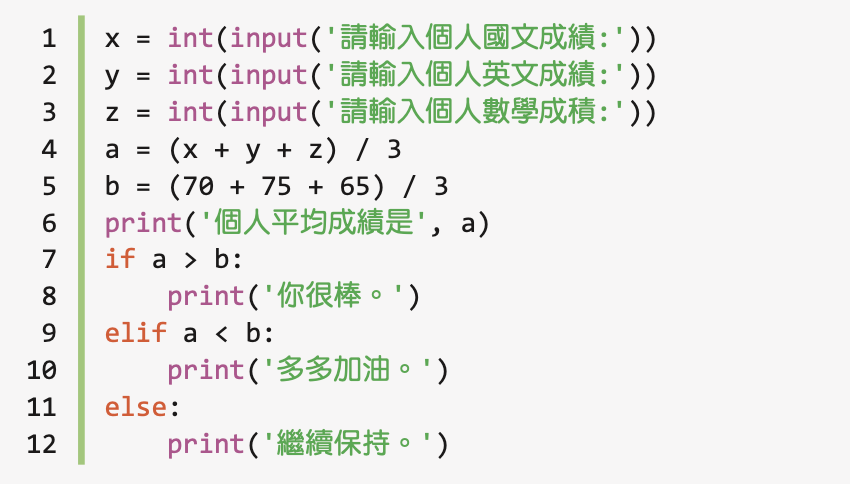 1 x = int(input('請輸入個人國文成績:'))
2 y = int(input('請輸入個人英文成績:'))
3 z = int(input('請輸入個人數學成積:'))
4 a = (x + y + z) / 3
5 b = (70 + 75 + 65) / 3
6 print('個人平均成績是', a)
7 if a > b:
8     print('你很棒。')
9 elif a < b:
10     print('多多加油。')
11 else:
12     print('繼續保持。')